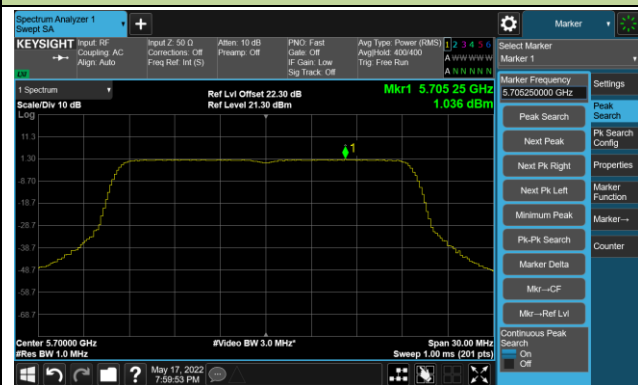 Spectrum Analyzer 1
Swept SA
Marker
KEYSIGHT
Input: RF
Coupling: AC
Align: Auto
Input Z: 50 Ω
Corrections: Off
Freq Ref: Int (S)
Atten: 10 dB
Preamp: Off
PNO: Fast
Gate: Off
IF Gain: Low
Sig Track: Off
Avg Type: Power (RMS)
Avg|Hold: 400/400
Trig: Free Run
1 2 3 4 5 6
A W W W W W
A N N N N N
Select Marker
Marker 1
LXI
1 Spectrum
Scale/Div 10 dB
Log
Ref Lvl Offset 22.30 dB
Ref Level 21.30 dBm
Mkr1 5.705 25 GHz
1.036 dBm
Marker Frequency
5.705250000 GHz
Settings
Peak Search
Next Peak
Next Pk Right
Next Pk Left
Minimum Peak
Pk-Pk Search
Marker Delta
Mkr→CF
Mkr→Ref Lvl
Continuous Peak
Search
On
Off
Peak
Search
Pk Search
Config
Properties
Marker
Function
Marker→
Counter
11.3
1.30
-8.70
-18.7
-28.7
-38.7
-48.7
-58.7
-68.7
1
Center 5.70000 GHz
#Res BW 1.0 MHz
#Video BW 3.0 MHz*
Span 30.00 MHz
Sweep 1.00 ms (201 pts)
May 17, 2022
7:59:53 PM